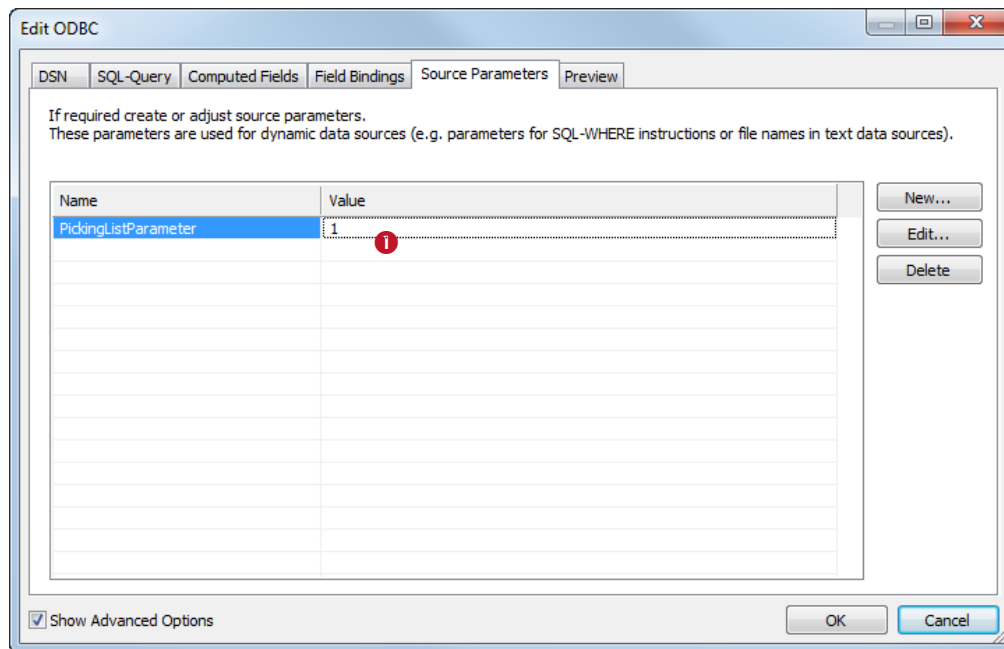 Edit ODBC
DSN SQL-Query Computed Fields Field Bindings Source Parameters Preview
If required create or adjust source parameters.
These parameters are used for dynamic data sources (e.g. parameters for SQL-WHERE instructions or file names in text data sources).
Name Value New...
PickingListParameter 1
1 Edit...
Delete
Show Advanced Options OK Cancel